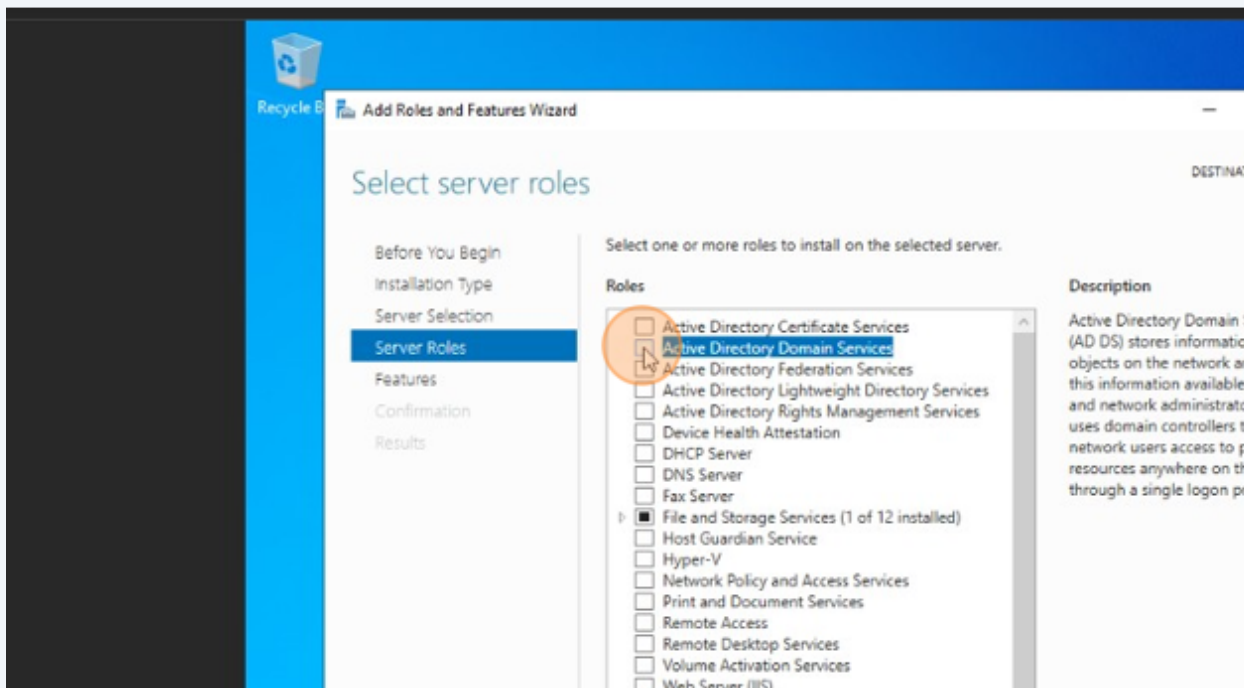 Recycle B
Add Roles and Features Wizard
Select server roles
DESTINAT
Before You Begin
Installation Type
Server Selection
Server Roles
Features
Confirmation
Results
Select one or more roles to install on the selected server.
Roles
Active Directory Certificate Services
Active Directory Domain Services
Active Directory Federation Services
Active Directory Lightweight Directory Services
Active Directory Rights Management Services
Device Health Attestation
DHCP Server
DNS Server
Fax Server
File and Storage Services (1 of 12 installed)
Host Guardian Service
Hyper-V
Network Policy and Access Services
Print and Document Services
Remote Access
Remote Desktop Services
Volume Activation Services
Web Server (IIS)
Description
Active Directory Domain
(AD DS) stores informatio
objects on the network a
this information available
and network administrato
uses domain controllers t
network users access to p
resources anywhere on th
through a single logon p